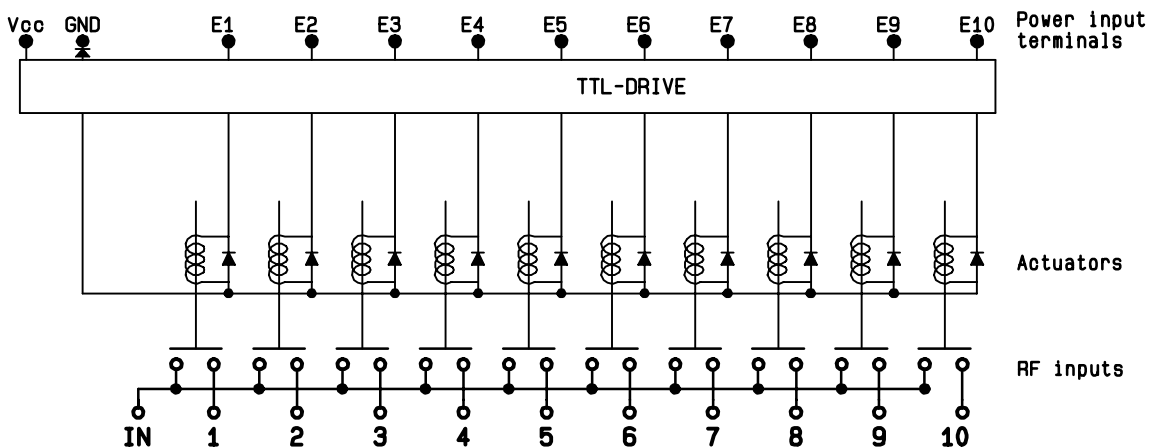 Vcc GND E1 E2 E3 E4 E5 E6 E7 E8 E9 E10 Power input
terminals
TTL-DRIVE
Actuators
RF inputs
IN 1 2 3 4 5 6 7 8 9 10